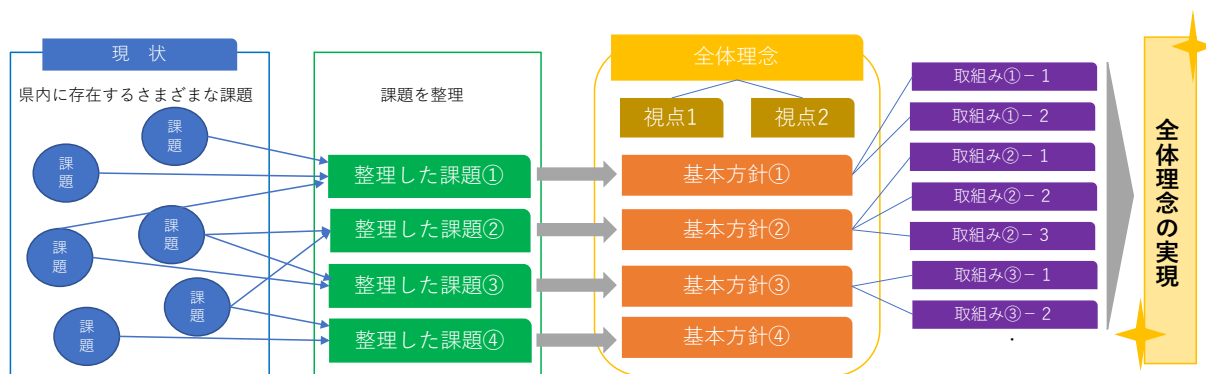 現　状
県内に存在するさまざまな課題
課題
課題
課題
課題
課題
課題
課題を整理
整理した課題①
整理した課題②
整理した課題③
整理した課題④
全体理念
視点1
視点2
基本方針①
基本方針②
基本方針③
基本方針④
取組み①－1
取組み①－2
取組み②－1
取組み②－2
取組み②－3
取組み③－1
取組み③－2
・
全体理念の実現